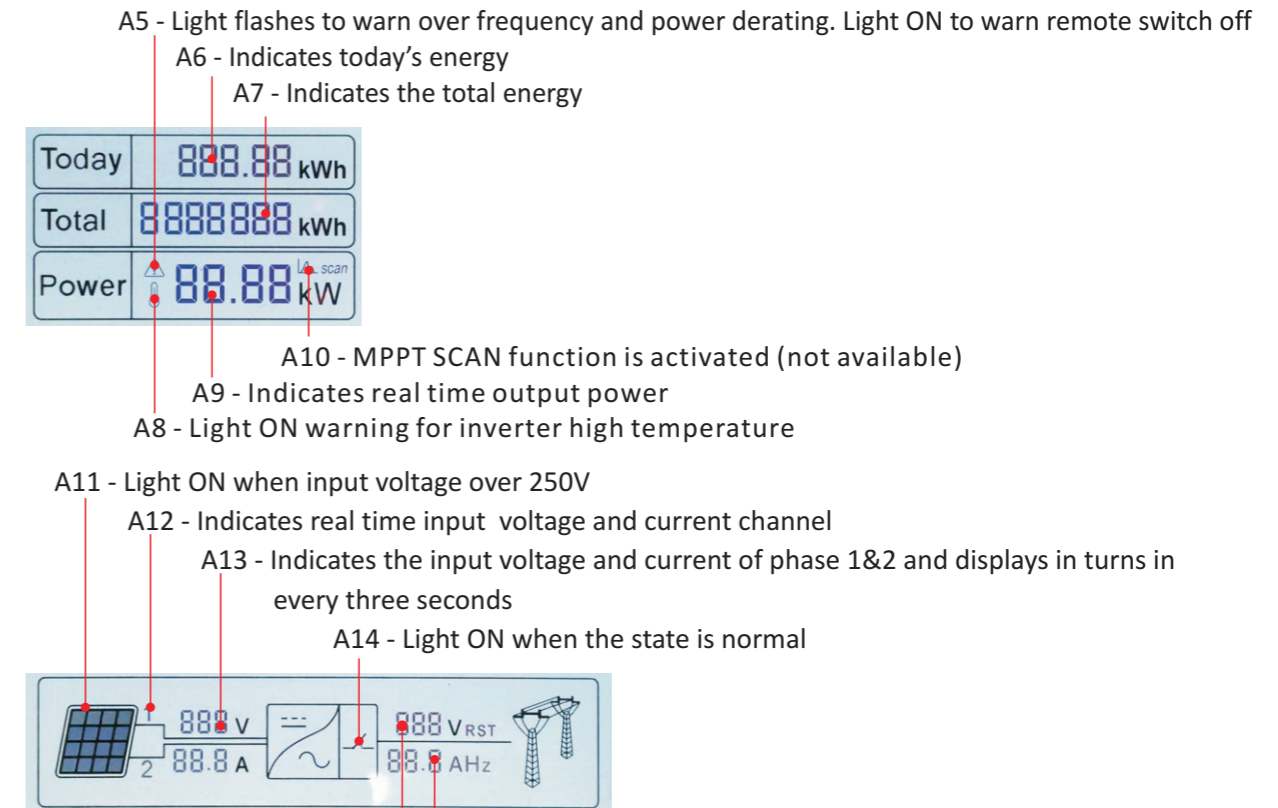 A5 - Light flashes to warn over frequency and power derating. Light ON to warn remote switch off
A6 - Indicates today’s energy
A7 - Indicates the total energy
Today 888.88 kWh
Total 8888888 kWh
Power 88.88 kW scan
A10 - MPPT SCAN function is activated (not available)
A9 - Indicates real time output power
A8 - Light ON warning for inverter high temperature
A11 - Light ON when input voltage over 250V
A12 - Indicates real time input voltage and current channel
A13 - Indicates the input voltage and current of phase 1&2 and displays in turns in
every three seconds
A14 - Light ON when the state is normal
1 888 V 888 V RST
2 88.8 A 88.8 AHz